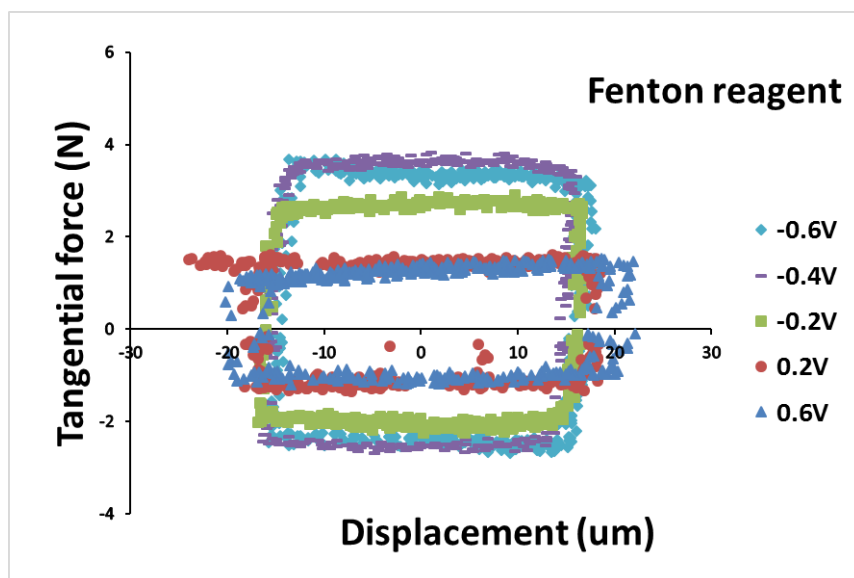 6
Fenton reagent
4
2
0
-30
-20
-10
0
10
20
30
-2
-4
Tangential force (N)
Displacement (um)
-0.6V
-0.4V
-0.2V
0.2V
0.6V